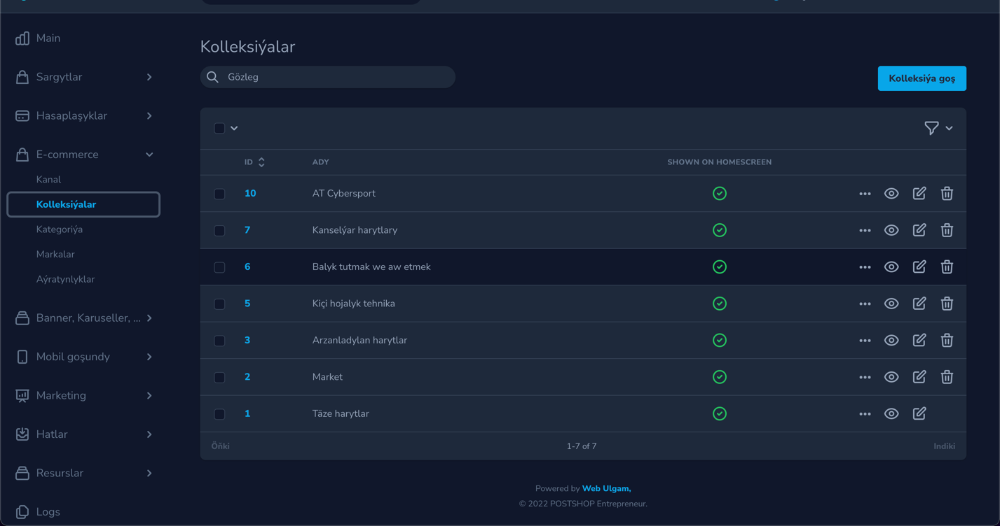 Main
Sargytlar
Hasaplaşyklar
E-commerce
Kanal
Kolleksiýalar
Kategoriýa
Markalar
Aýratynlyklar
Banner, Karuseller, ...
Mobil goşundy
Marketing
Hatlar
Resurslar
Logs
Kolleksiýalar
Gözleg
Kolleksiýa goş
ID ADY SHOWN ON HOMESCREEN
10 AT Cybersport
7 Kanselýar harytlary
6 Balyk tutmak we aw etmek
5 Kiçi hojalyk tehnika
3 Arzanladylan harytlar
2 Market
1 Täze harytlar
Öňki 1-7 of 7 Indiki
Powered by Web Ulgam,
© 2022 POSTSHOP Entrepreneur.